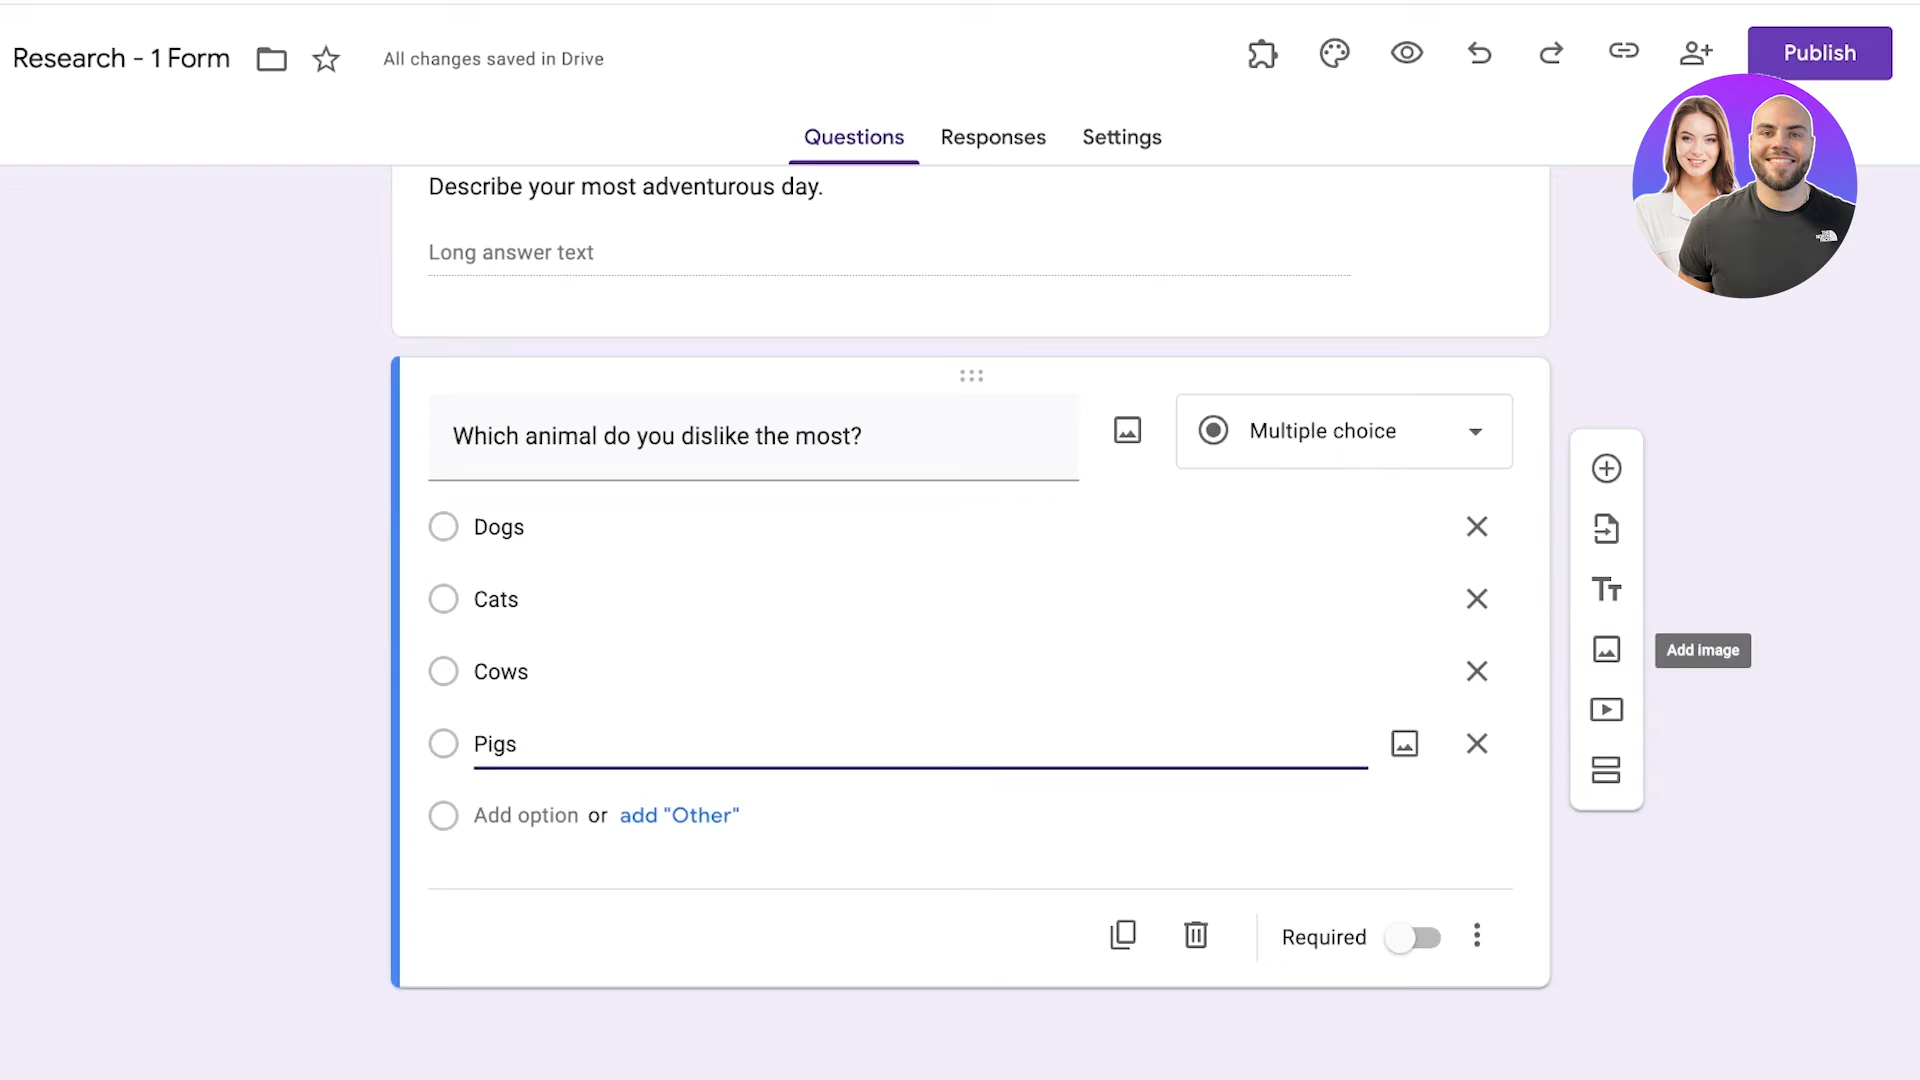 Research - 1 Form
All changes saved in Drive
Publish
Questions
Responses
Settings
Describe your most adventurous day.
Long answer text
Which animal do you dislike the most?
Multiple choice
Dogs
Cats
Cows
Pigs
Add option or add "Other"
Required
Tт
Add image